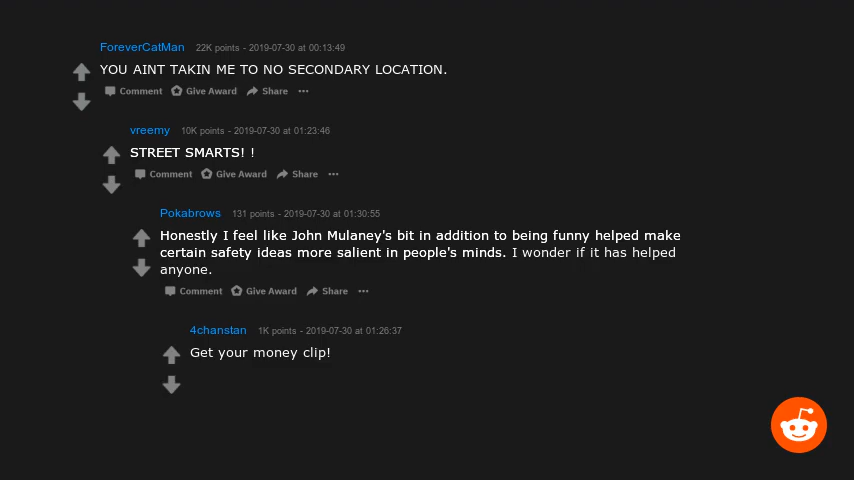 ForeverCatMan 22K points - 2019-07-30 at 00:13:49
YOU AINT TAKIN ME TO NO SECONDARY LOCATION.
Comment Give Award Share ...
vreemy 10K points - 2019-07-30 at 01:23:46
STREET SMARTS! !
Comment Give Award Share ...
Pokabrows 131 points - 2019-07-30 at 01:30:55
Honestly I feel like John Mulaney's bit in addition to being funny helped make
certain safety ideas more salient in people's minds. I wonder if it has helped
anyone.
Comment Give Award Share ...
4chanstan 1K points - 2019-07-30 at 01:26:37
Get your money clip!